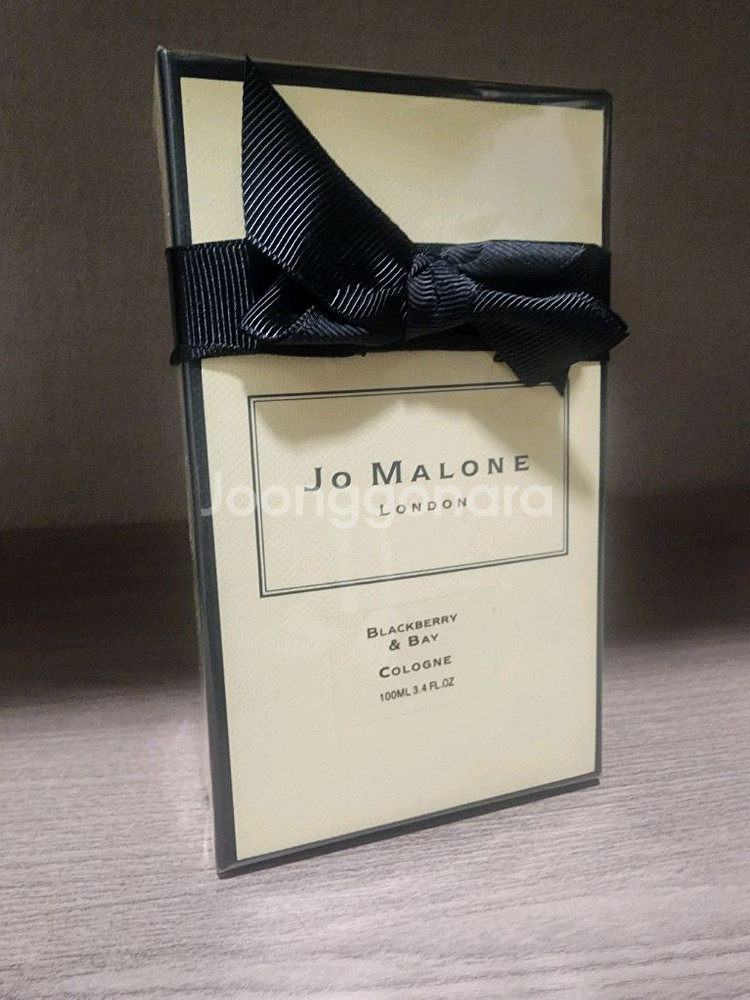 Jo Malone
London
Joonggonara
Blackberry
& Bay
Cologne
100ML 3.4 FL.OZ